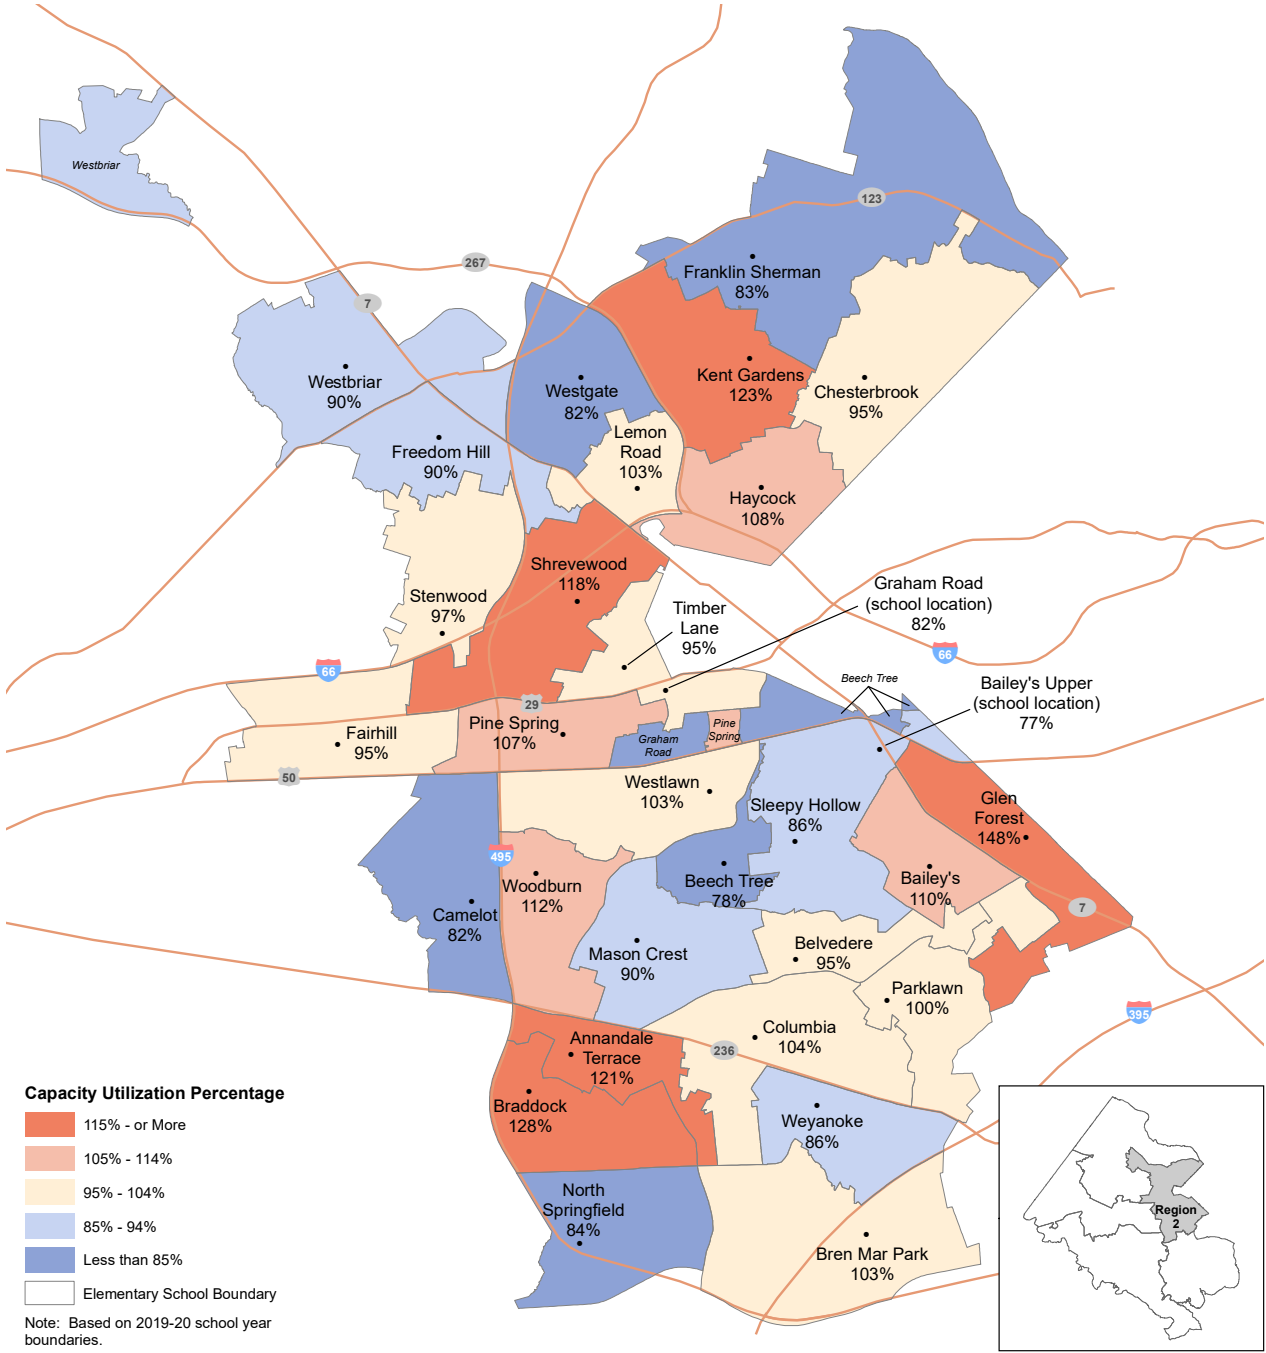 Westbriar
123
267
7
Franklin Sherman
83%
Westbriar
90%
Westgate
82%
Kent Gardens
123%
Chesterbrook
95%
Freedom Hill
90%
Lemon
Road
103%
Haycock
108%
Shrevewood
118%
Stenwood
97%
Timber
Lane
95%
Graham Road
(school location)
82%
66
66
Beech Tree
Bailey's Upper
(school location)
77%
29
Fairhill
95%
Pine Spring
107%
Graham
Road
Pine
Spring
50
Westlawn
103%
Sleepy Hollow
86%
Glen
Forest
148%
495
Woodburn
112%
Beech Tree
78%
Bailey's
110%
7
Camelot
82%
Mason Crest
90%
Belvedere
95%
Parklawn
100%
395
Columbia
104%
236
Annandale
Terrace
121%
Braddock
128%
Weyanoke
86%
North
Springfield
84%
Bren Mar Park
103%
Capacity Utilization Percentage
115% - or More
105% - 114%
95% - 104%
85% - 94%
Less than 85%
Elementary School Boundary
Note:  Based on 2019-20 school year
boundaries.
Region
2